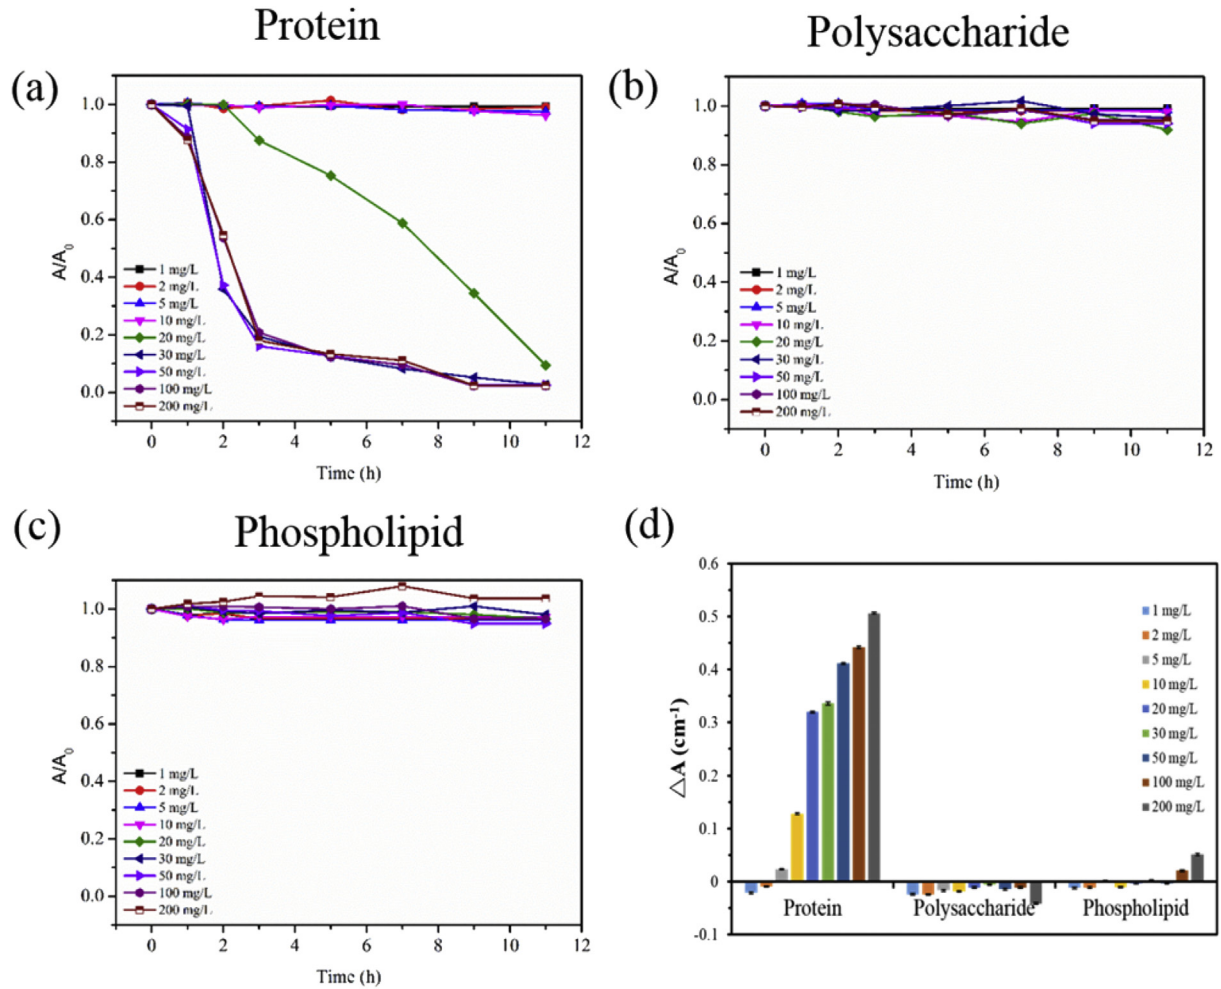 Protein
Polysaccharide
(a)
1.0
0.8
0.6
0.4
0.2
0.0
A/A0
1 mg/L
2 mg/L
5 mg/L
10 mg/L
20 mg/L
30 mg/L
50 mg/L
100 mg/L
200 mg/L
0 2 4 6 8 10 12
Time (h)
(b)
1.0
0.8
0.6
0.4
0.2
0.0
A/A0
1 mg/L
2 mg/L
5 mg/L
10 mg/L
20 mg/L
30 mg/L
50 mg/L
100 mg/L
200 mg/L
0 2 4 6 8 10 12
Time (h)
(c)
Phospholipid
1.0
0.8
0.6
0.4
0.2
0.0
A/A0
1 mg/L
2 mg/L
5 mg/L
10 mg/L
20 mg/L
30 mg/L
50 mg/L
100 mg/L
200 mg/L
0 2 4 6 8 10 12
Time (h)
(d)
0.6
0.5
0.4
0.3
0.2
0.1
0
-0.1
△A (cm⁻¹)
1 mg/L
2 mg/L
5 mg/L
10 mg/L
20 mg/L
30 mg/L
50 mg/L
100 mg/L
200 mg/L
Protein Polysaccharide Phospholipid